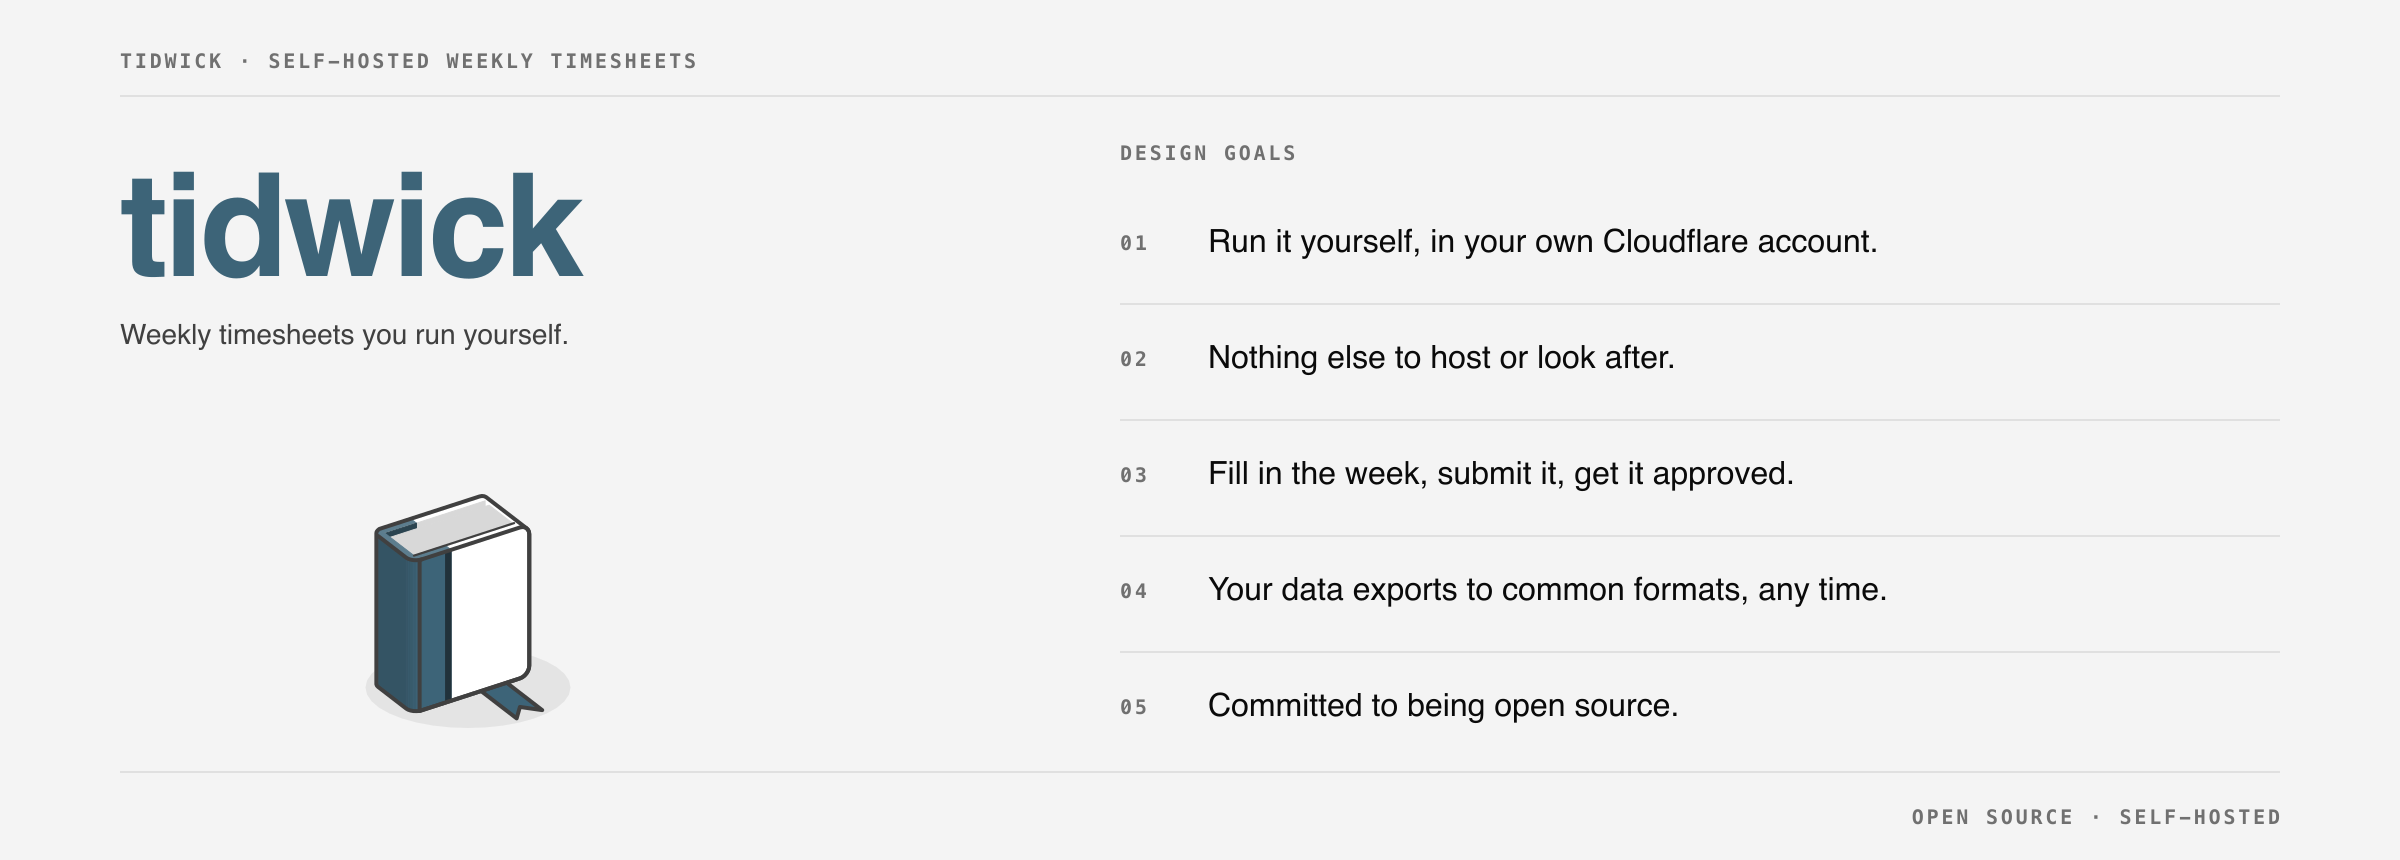 TIDWICK · SELF–HOSTED WEEKLY TIMESHEETS
tidwick
Weekly timesheets you run yourself.
DESIGN GOALS
01 Run it yourself, in your own Cloudflare account.
02 Nothing else to host or look after.
03 Fill in the week, submit it, get it approved.
04 Your data exports to common formats, any time.
05 Committed to being open source.
OPEN SOURCE · SELF–HOSTED